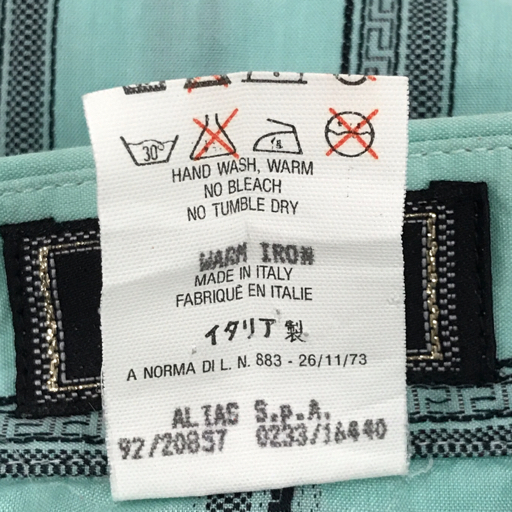 30°
HAND WASH, WARM
NO BLEACH
NO TUMBLE DRY
WARM IRON
MADE IN ITALY
FABRIQUÉ EN ITALIE
イタリア製
A NORMA DI L. N. 883 - 26/11/73
ALIAS S.p.A.
92/20857 0233/16440